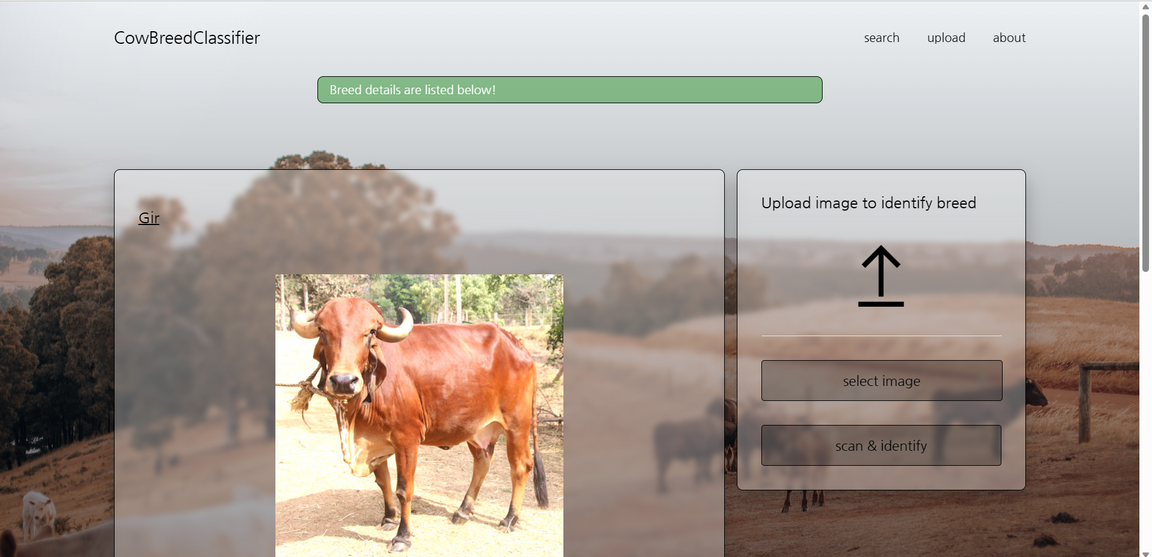 CowBreedClassifier
search
upload
about
Breed details are listed below!
Gir
Upload image to identify breed
select image
scan & identify